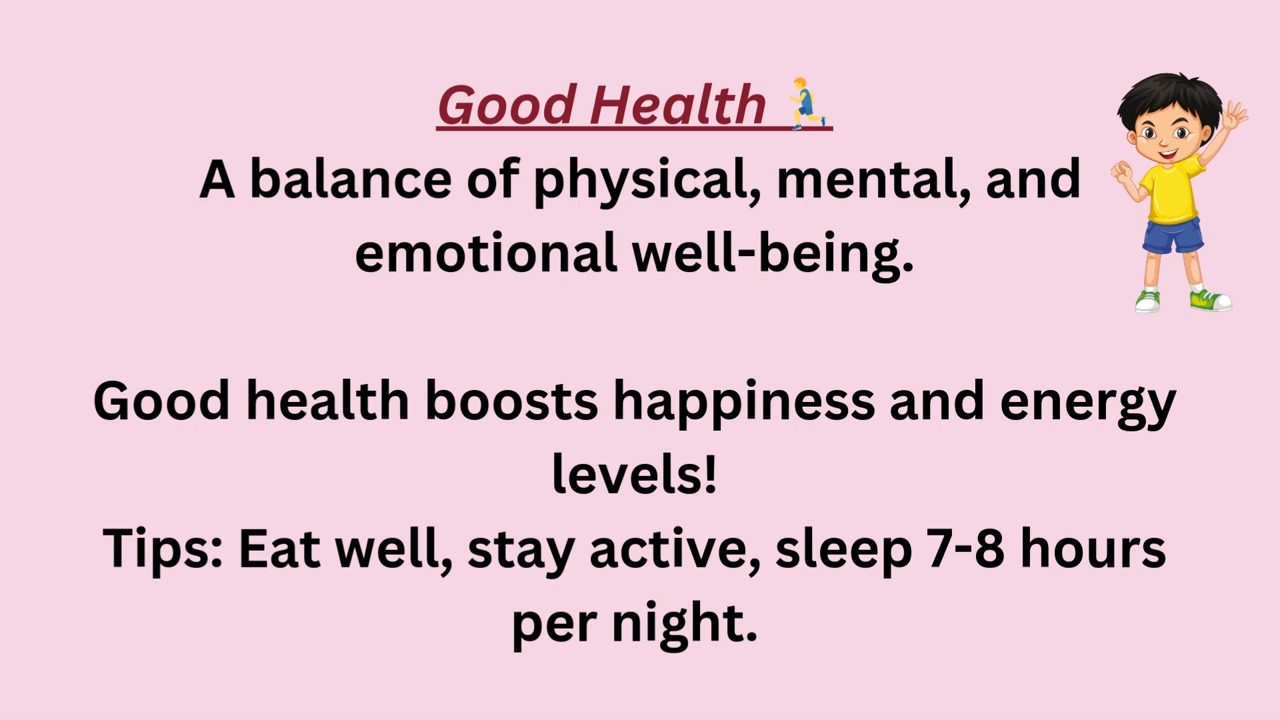 Good Health 🏃‍♂️
A balance of physical, mental, and
emotional well-being.
Good health boosts happiness and energy
levels!
Tips: Eat well, stay active, sleep 7-8 hours
per night.